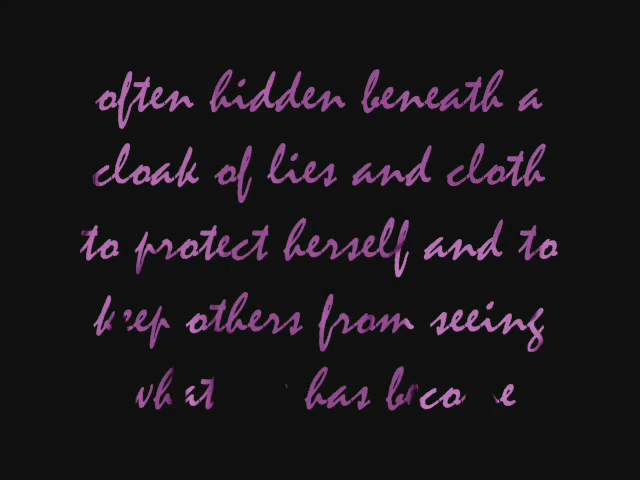 often hidden beneath a
cloak of lies and cloth
to protect herself and to
keep others from seeing
what has become